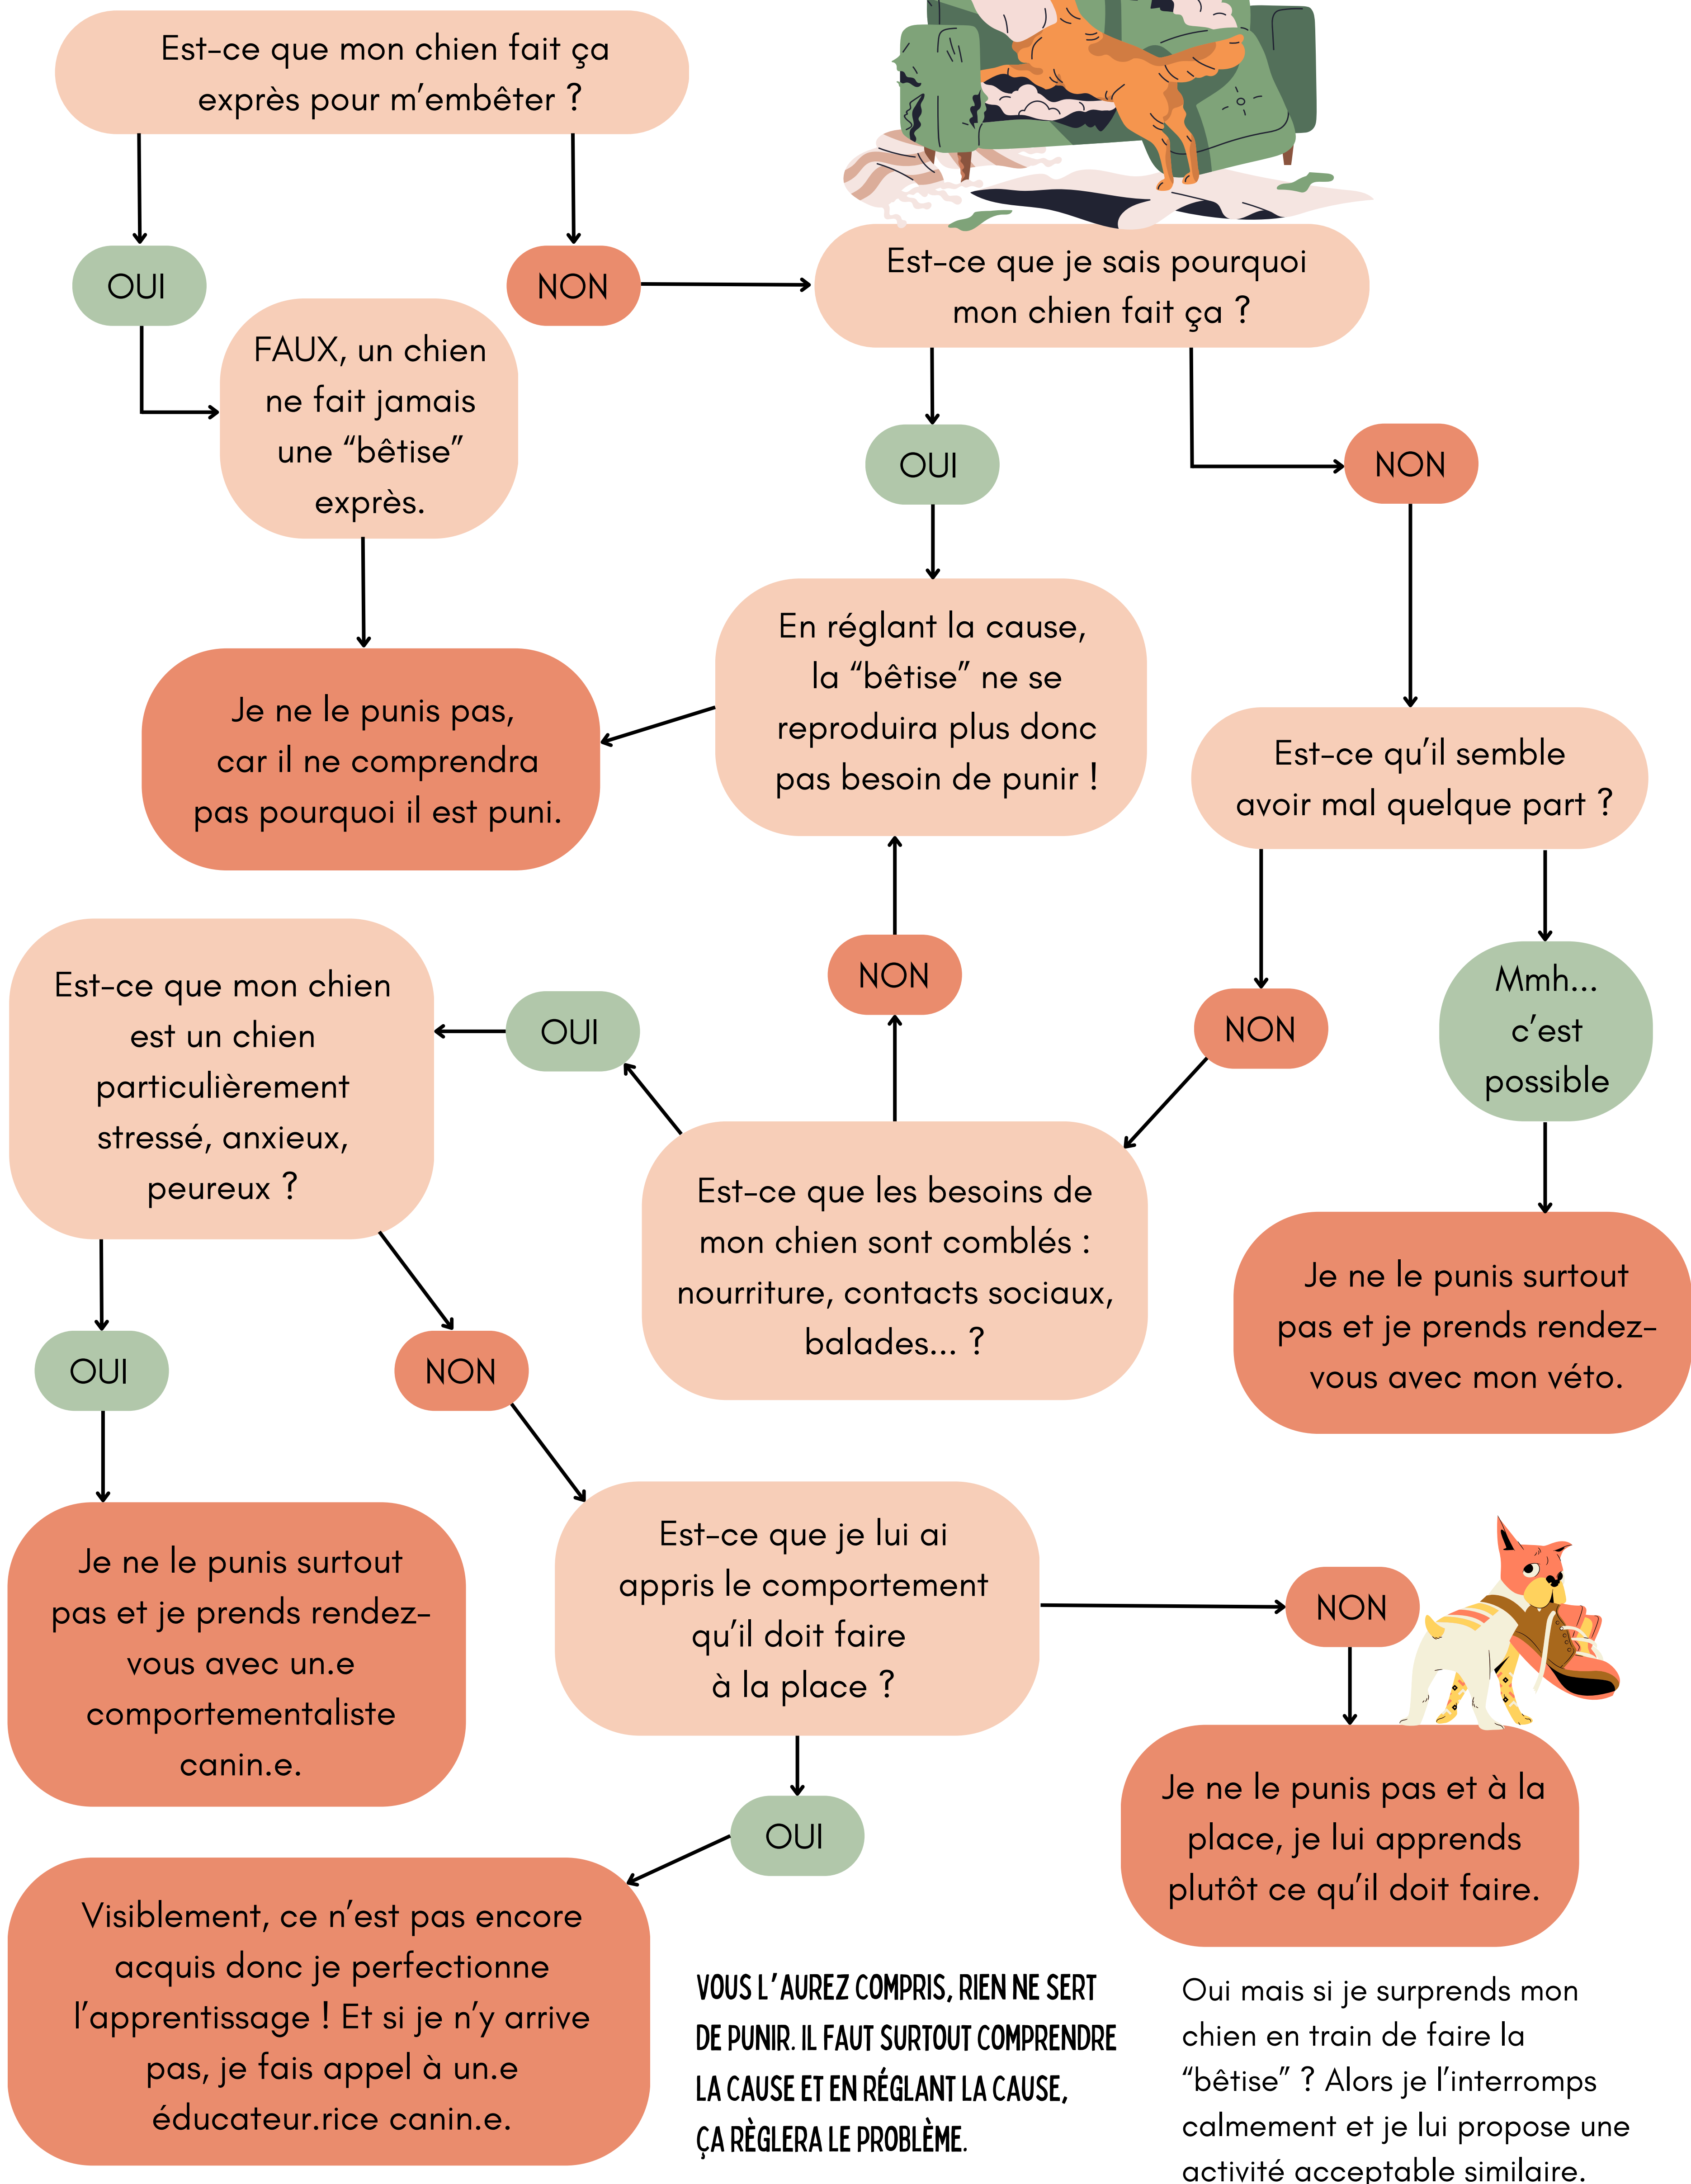 Est-ce que mon chien fait ça
exprès pour m'embêter ?
OUI
NON
Est-ce que je sais pourquoi
mon chien fait ça ?
FAUX, un chien
ne fait jamais
une “bêtise”
exprès.
OUI
NON
En réglant la cause,
la “bêtise” ne se
reproduira plus donc
pas besoin de punir !
Je ne le punis pas,
car il ne comprendra
pas pourquoi il est puni.
Est-ce qu'il semble
avoir mal quelque part ?
NON
Mmh...
c'est
possible
Je ne le punis surtout
pas et je prends rendez-
vous avec mon véto.
Est-ce que les besoins de
mon chien sont comblés :
nourriture, contacts sociaux,
balades... ?
NON
OUI
Est-ce que mon chien
est un chien
particulièrement
stressé, anxieux,
peureux ?
OUI
NON
Je ne le punis surtout
pas et je prends rendez-
vous avec un.e
comportementaliste
canin.e.
Est-ce que je lui ai
appris le comportement
qu'il doit faire
à la place ?
NON
Je ne le punis pas et à la
place, je lui apprends
plutôt ce qu'il doit faire.
OUI
Visiblement, ce n'est pas encore
acquis donc je perfectionne
l'apprentissage ! Et si je n'y arrive
pas, je fais appel à un.e
éducateur.rice canin.e.
VOUS L'AUREZ COMPRIS, RIEN NE SERT
DE PUNIR. IL FAUT SURTOUT COMPRENDRE
LA CAUSE ET EN RÉGLANT LA CAUSE,
ÇA RÈGLERA LE PROBLÈME.
Oui mais si je surprends mon
chien en train de faire la
“bêtise” ? Alors je l'interromps
calmement et je lui propose une
activité acceptable similaire.